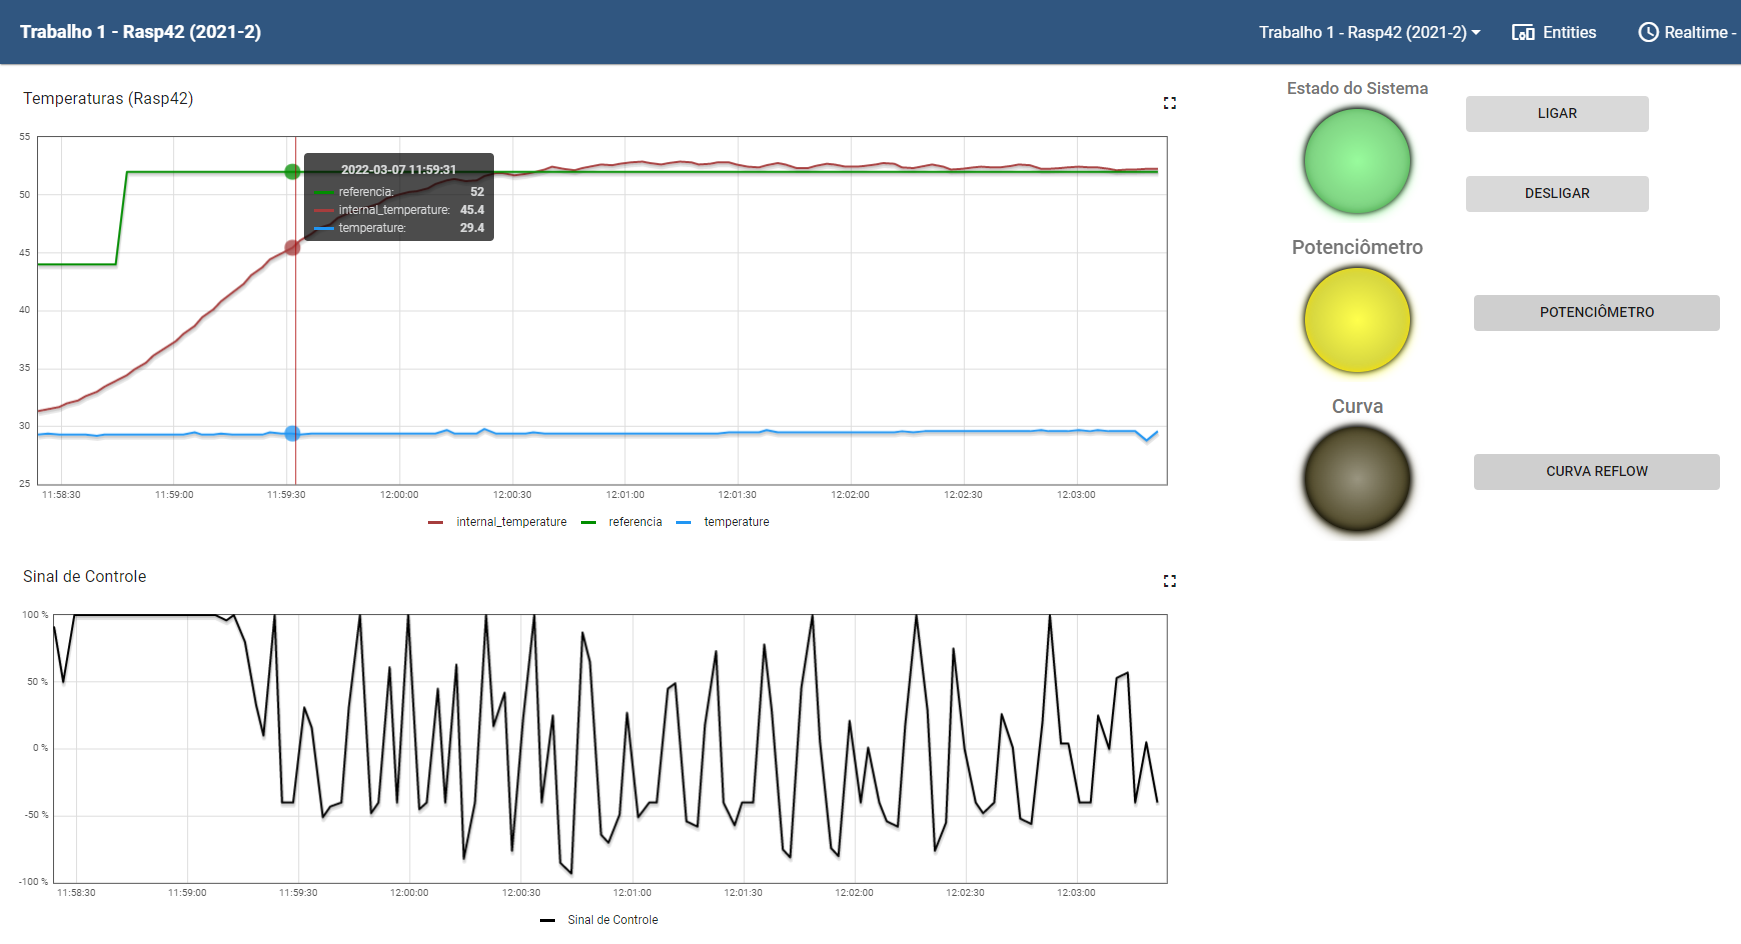 Trabalho 1 - Rasp42 (2021-2)
Trabalho 1 - Rasp42 (2021-2)
Entities
Realtime -
Temperaturas (Rasp42)
55
50
45
40
35
30
25
2022-03-07 11:59:31
referencia: 52
internal_temperature: 45.4
temperature: 29.4
11:58:30 11:59:00 11:59:30 12:00:00 12:00:30 12:01:00 12:01:30 12:02:00 12:02:30 12:03:00
internal_temperature referencia temperature
Estado do Sistema
LIGAR
DESLIGAR
Potenciômetro
POTENCIÔMETRO
Curva
CURVA REFLOW
Sinal de Controle
100 %
50 %
0 %
-50 %
-100 %
11:58:30 11:59:00 11:59:30 12:00:00 12:00:30 12:01:00 12:01:30 12:02:00 12:02:30 12:03:00
Sinal de Controle